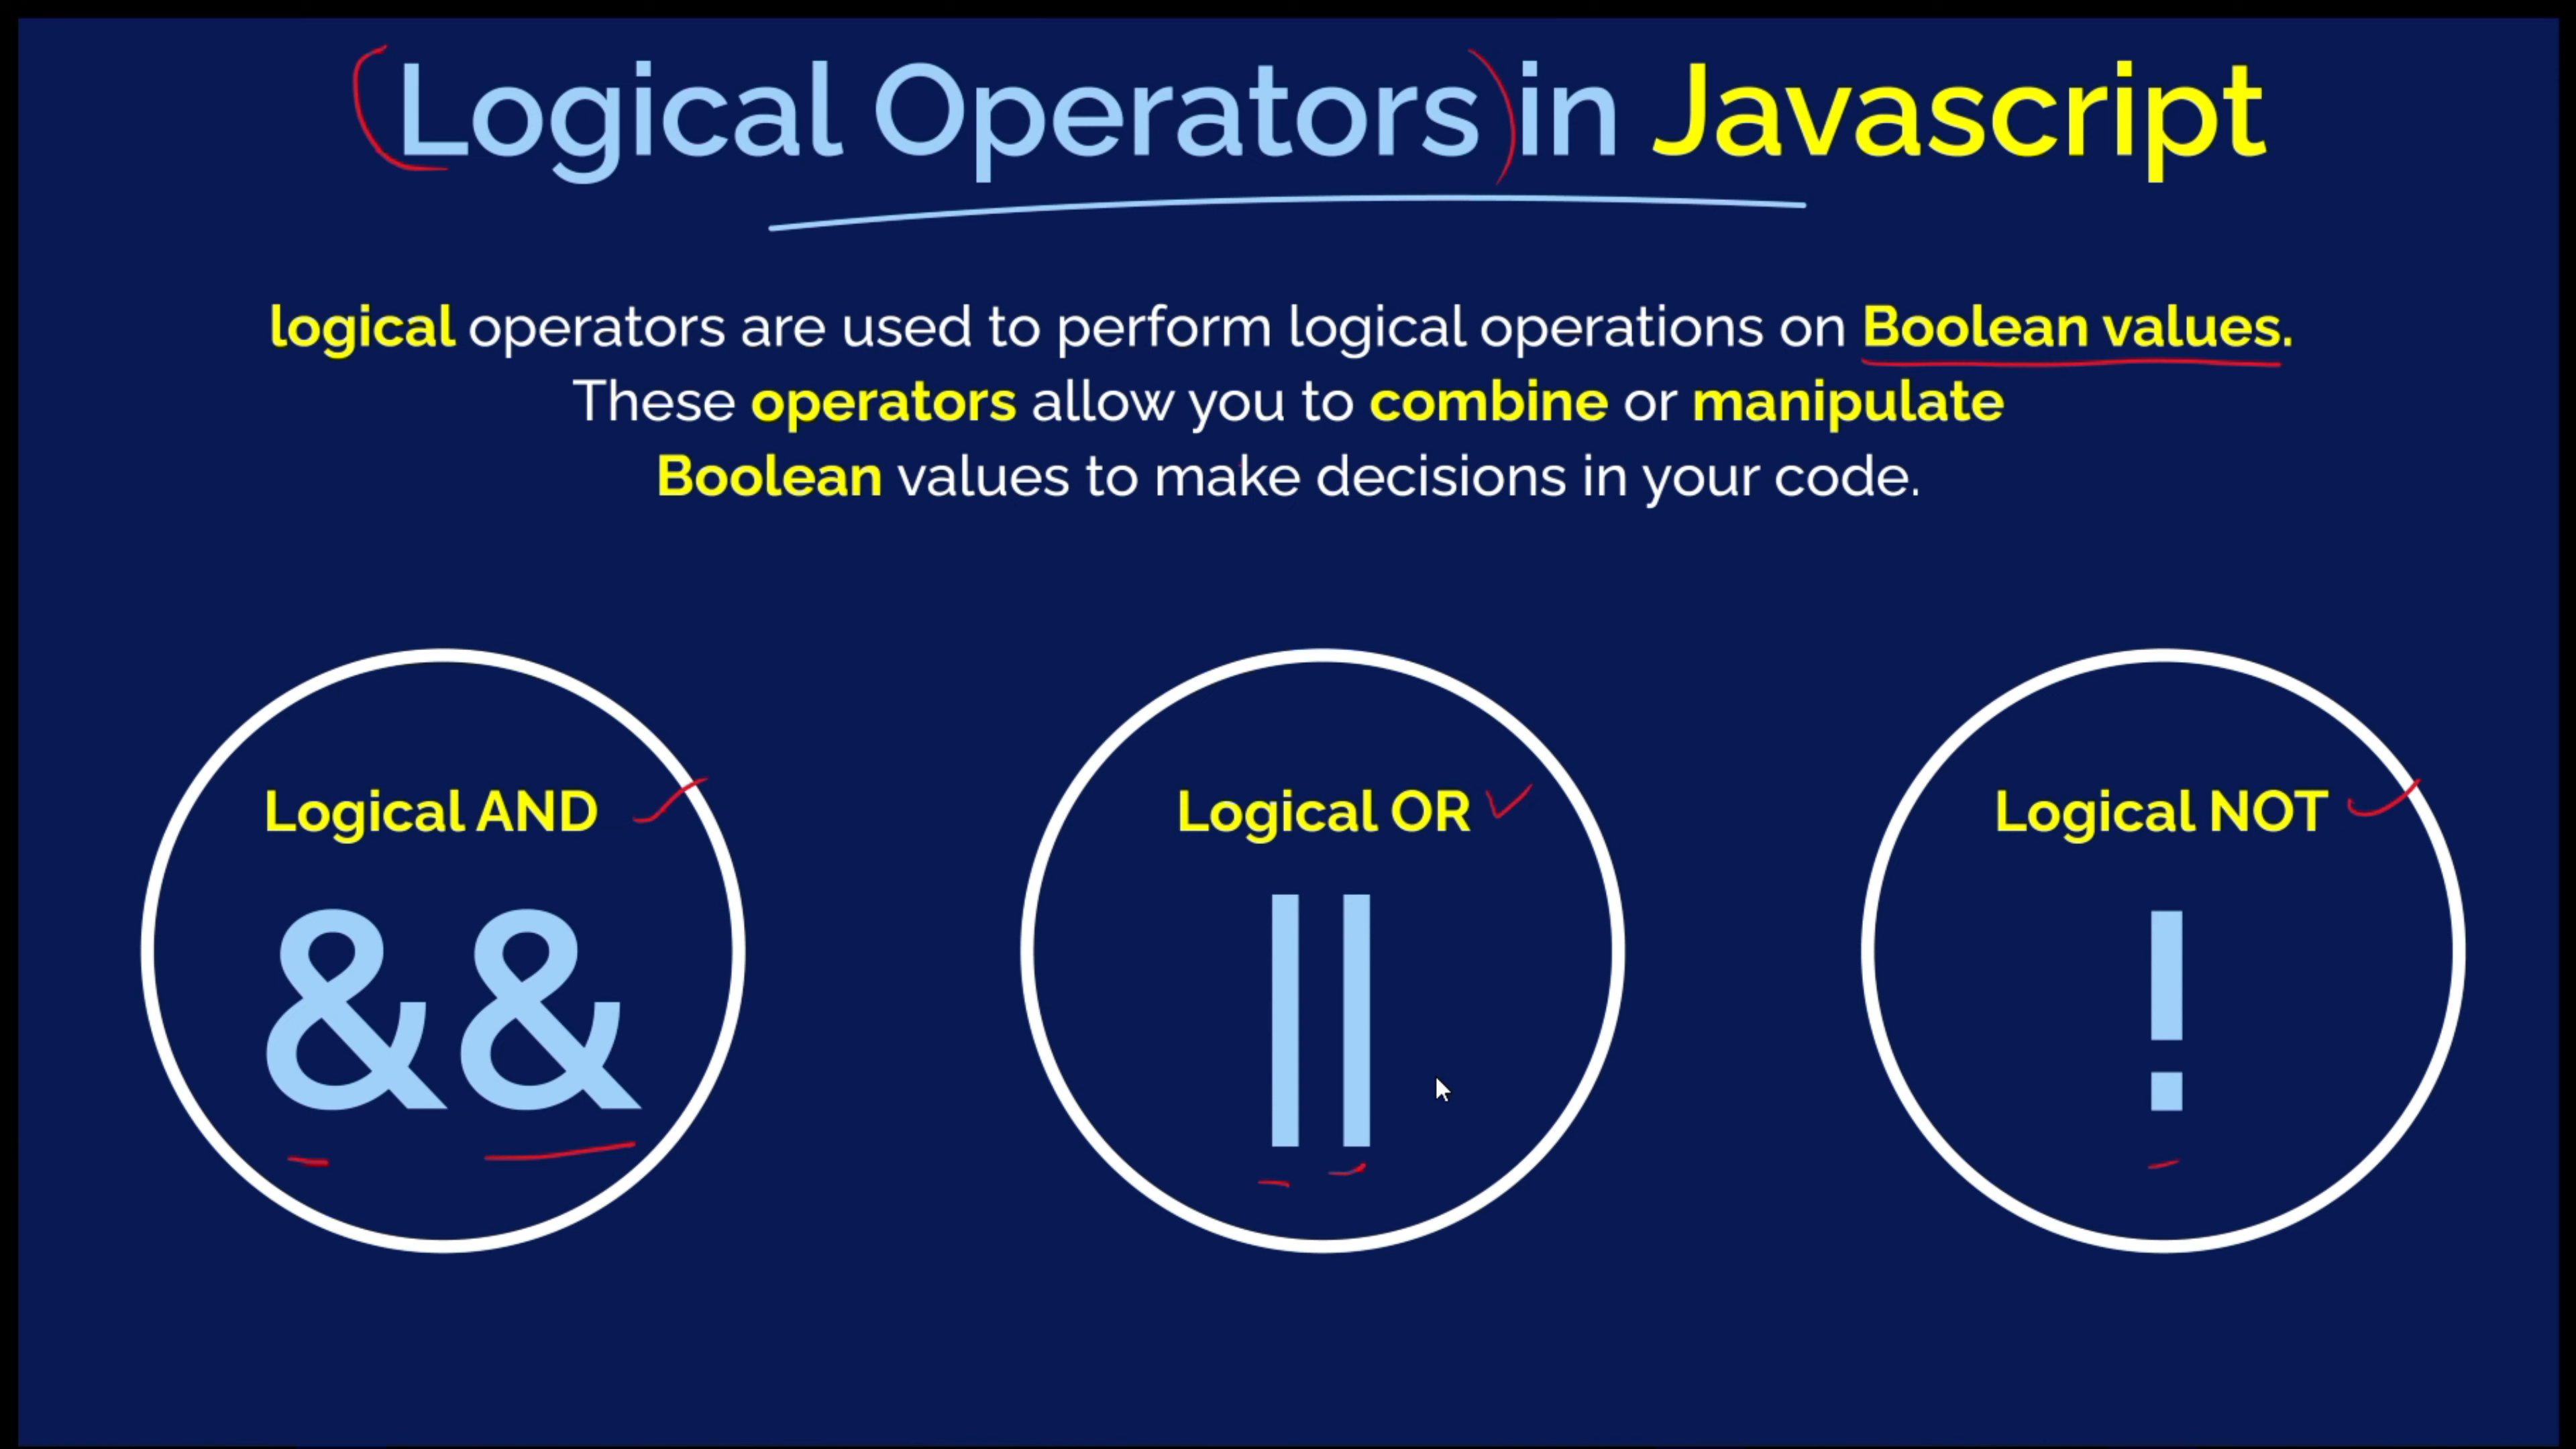 Logical Operators in Javascript
logical operators are used to perform logical operations on Boolean values.
These operators allow you to combine or manipulate
Boolean values to make decisions in your code.
Logical AND
&&
Logical OR
||
Logical NOT
!